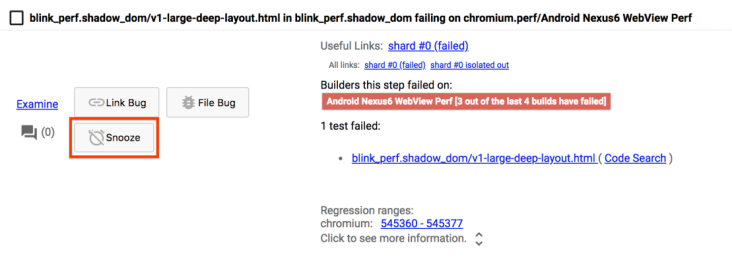 blink_perf.shadow_dom/v1-large-deep-layout.html in blink_perf.shadow_dom failing on chromium.perf/Android Nexus6 WebView Perf
Useful Links: shard #0 (failed)
All links: shard #0 (failed) shard #0 isolated out
Builders this step failed on:
Android Nexus6 WebView Perf [3 out of the last 4 builds have failed]
Examine
Link Bug
File Bug
(0)
Snooze
1 test failed:
blink_perf.shadow_dom/v1-large-deep-layout.html ( Code Search )
Regression ranges:
chromium: 545360 - 545377
Click to see more information.